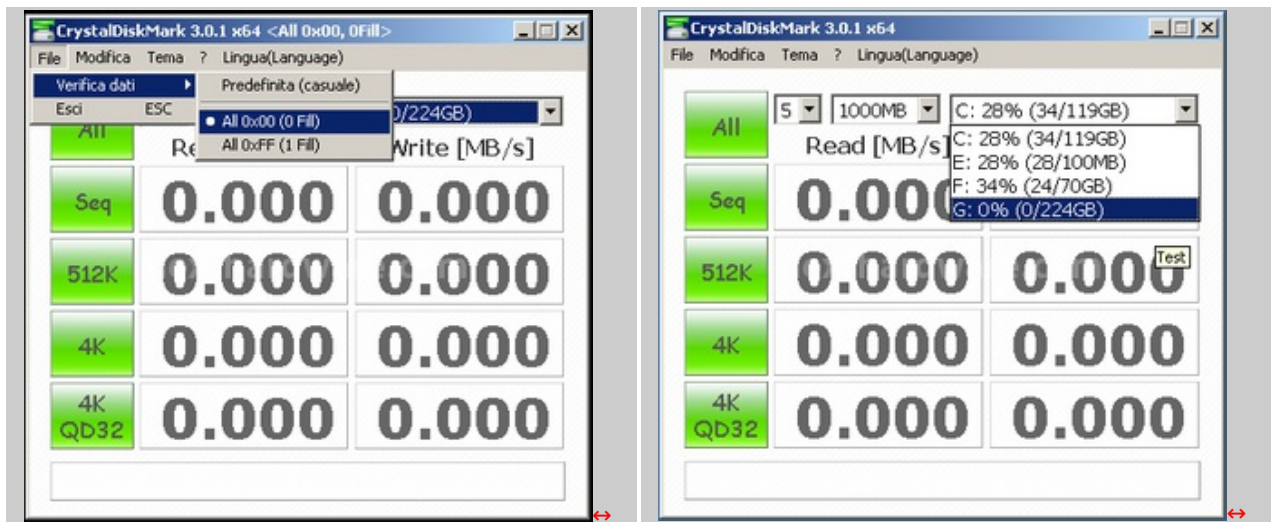 CrystalDiskMark 3.0.1 x64 <All 0x00, 0Fill>
File Modifica Tema ? Lingua(Language)
Verifica dati
Esci ESC
Predefinita (casuale)
All 0x00 (0 Fill)
All 0xFF (1 Fill)
0/224GB)
All
Write [MB/s]
Seq 0.000 0.000
512K 0.000 0.000
4K 0.000 0.000
4K QD32 0.000 0.000
CrystalDiskMark 3.0.1 x64
File Modifica Tema ? Lingua(Language)
All 5 1000MB C: 28% (34/119GB)
C: 28% (34/119GB)
E: 28% (28/100MB)
F: 34% (24/70GB)
G: 0% (0/224GB)
Read [MB/s]
Test
Seq 0.000
512K 0.000 0.000
4K 0.000 0.000
4K QD32 0.000 0.000